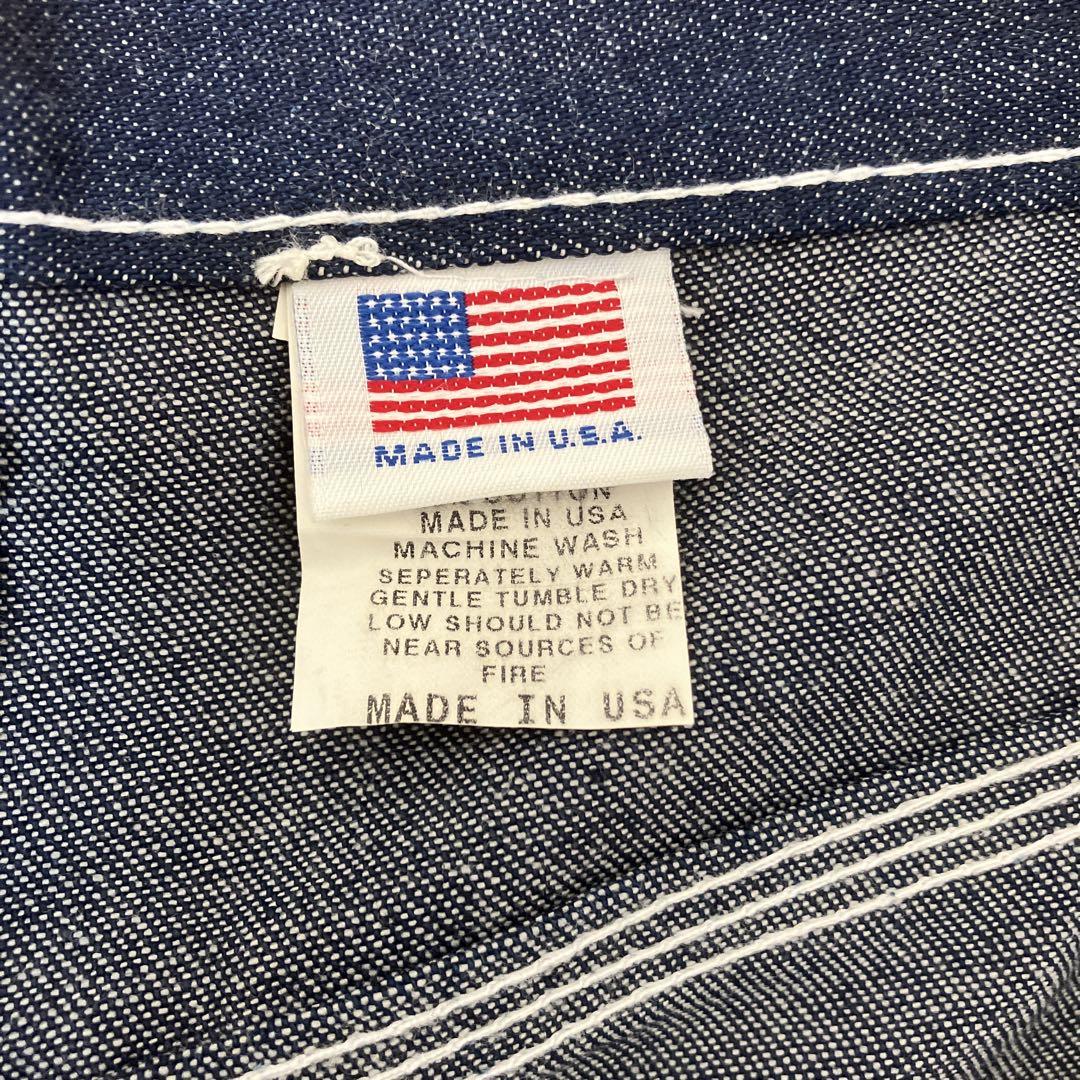 MADE IN U.S.A.
COTTON
MADE IN USA
MACHINE WASH
SEPERATELY WARM
GENTLE TUMBLE DRY
LOW SHOULD NOT BE
NEAR SOURCES OF
FIRE
MADE IN USA